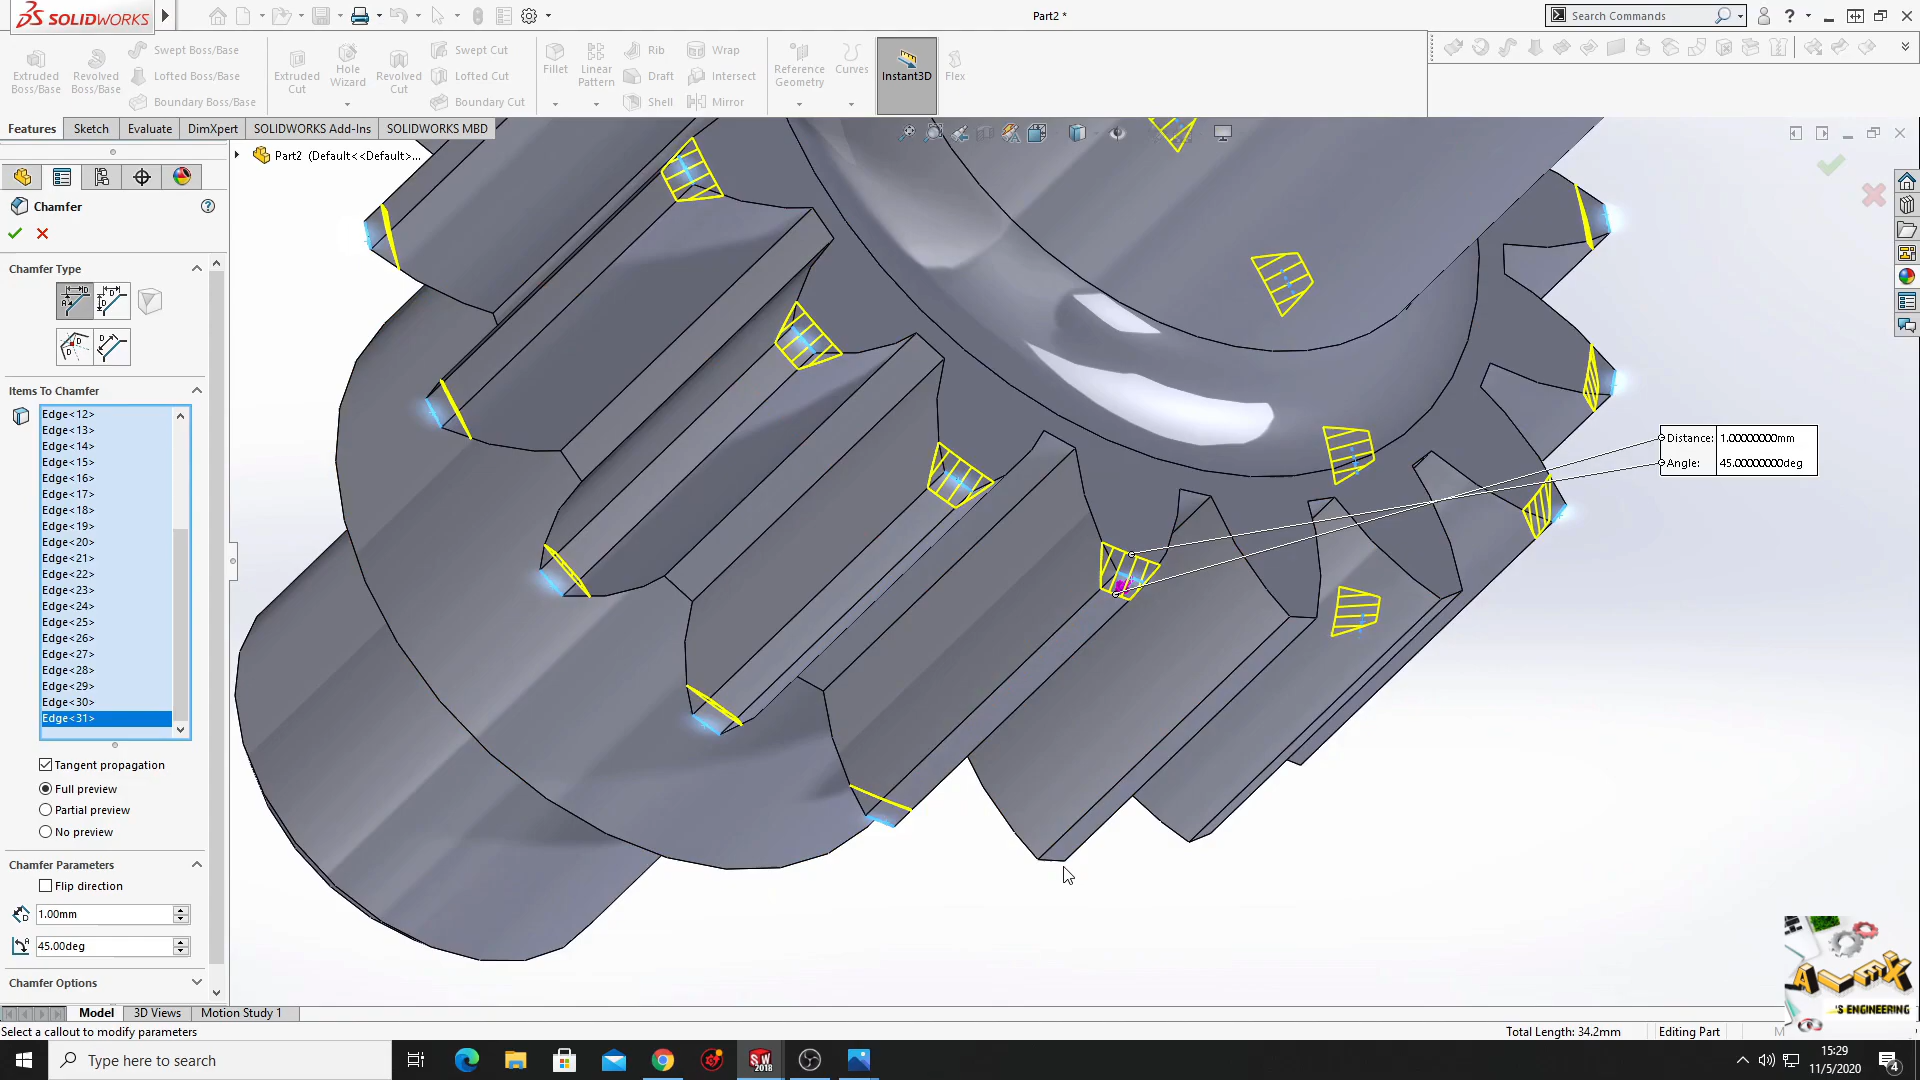 SOLIDWORKS
Part2 *
Search Commands
Extruded Boss/Base
Revolved Boss/Base
Swept Boss/Base
Lofted Boss/Base
Boundary Boss/Base
Extruded Cut
Hole Wizard
Revolved Cut
Swept Cut
Lofted Cut
Boundary Cut
Fillet
Linear Pattern
Rib
Draft
Shell
Wrap
Intersect
Mirror
Reference Geometry
Curves
Instant3D
Flex
Features
Sketch
Evaluate
DimXpert
SOLIDWORKS Add-Ins
SOLIDWORKS MBD
Part2 (Default<<Default>...
Chamfer
Chamfer Type
Items To Chamfer
Edge<12>
Edge<13>
Edge<14>
Edge<15>
Edge<16>
Edge<17>
Edge<18>
Edge<19>
Edge<20>
Edge<21>
Edge<22>
Edge<23>
Edge<24>
Edge<25>
Edge<26>
Edge<27>
Edge<28>
Edge<29>
Edge<30>
Edge<31>
Tangent propagation
Full preview
Partial preview
No preview
Chamfer Parameters
Flip direction
1.00mm
45.00deg
Chamfer Options
Distance: 1.00000000mm
Angle: 45.00000000deg
ALEX
'S ENGINEERING
Model
3D Views
Motion Study 1
Select a callout to modify parameters
Total Length: 34.2mm
Editing Part
Type here to search
SW
2018
15:29
11/5/2020
4